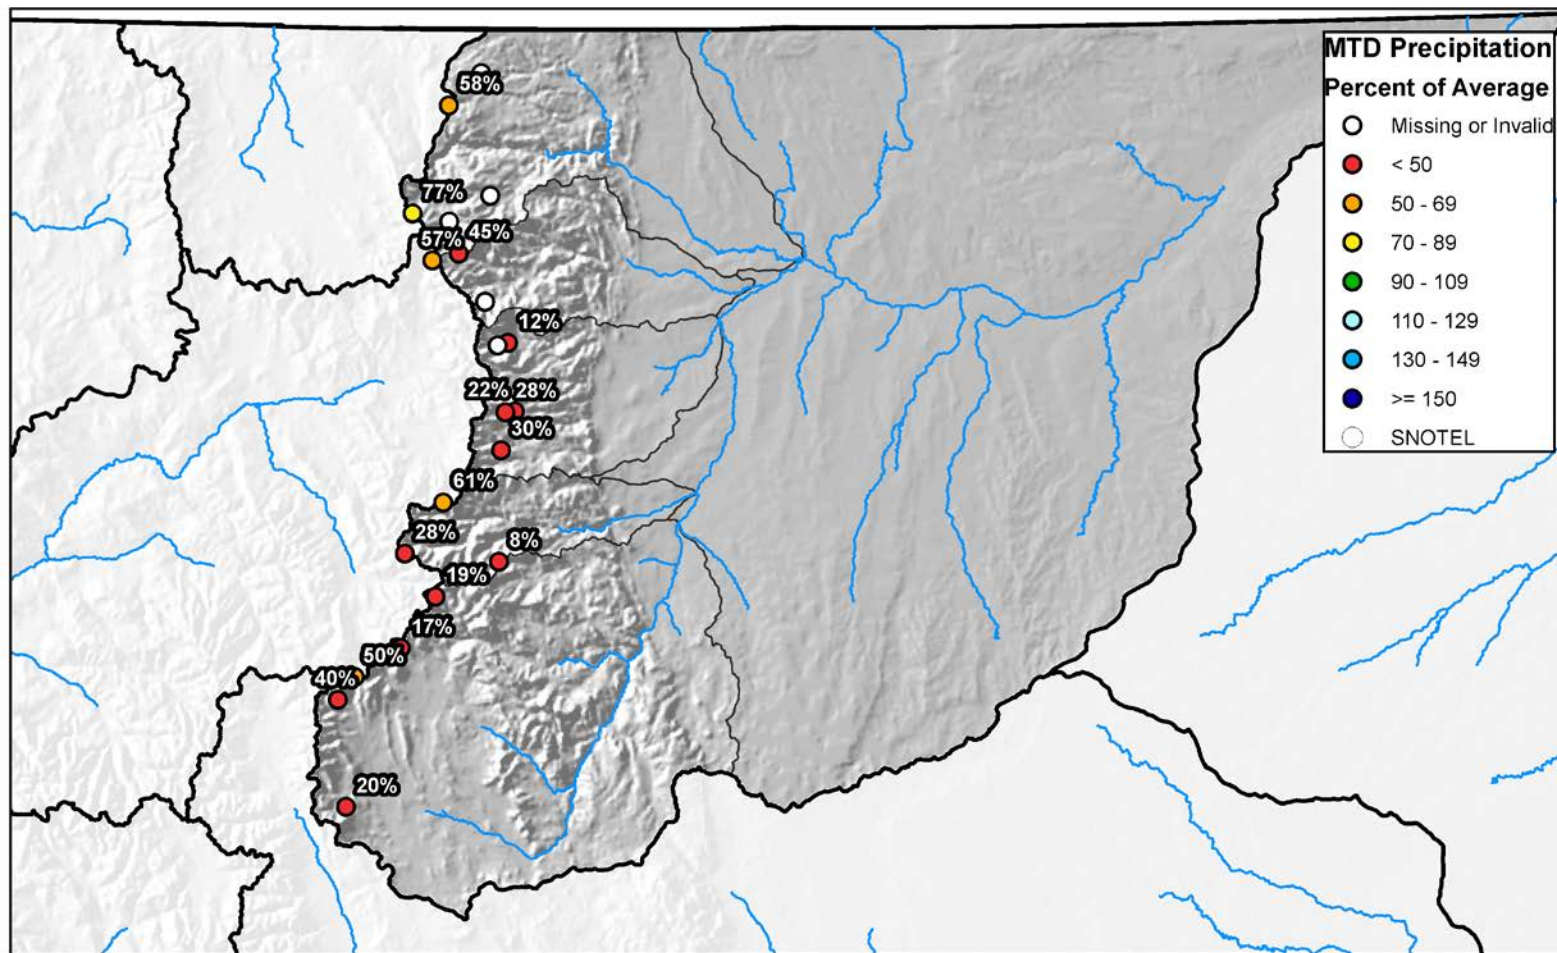 MTD Precipitation
Percent of Average
Missing or Invalid
< 50
50 - 69
70 - 89
90 - 109
110 - 129
130 - 149
>= 150
SNOTEL
58%
77%
57% 45%
12%
22% 28%
30%
61%
28%
8%
19%
17%
50%
40%
20%